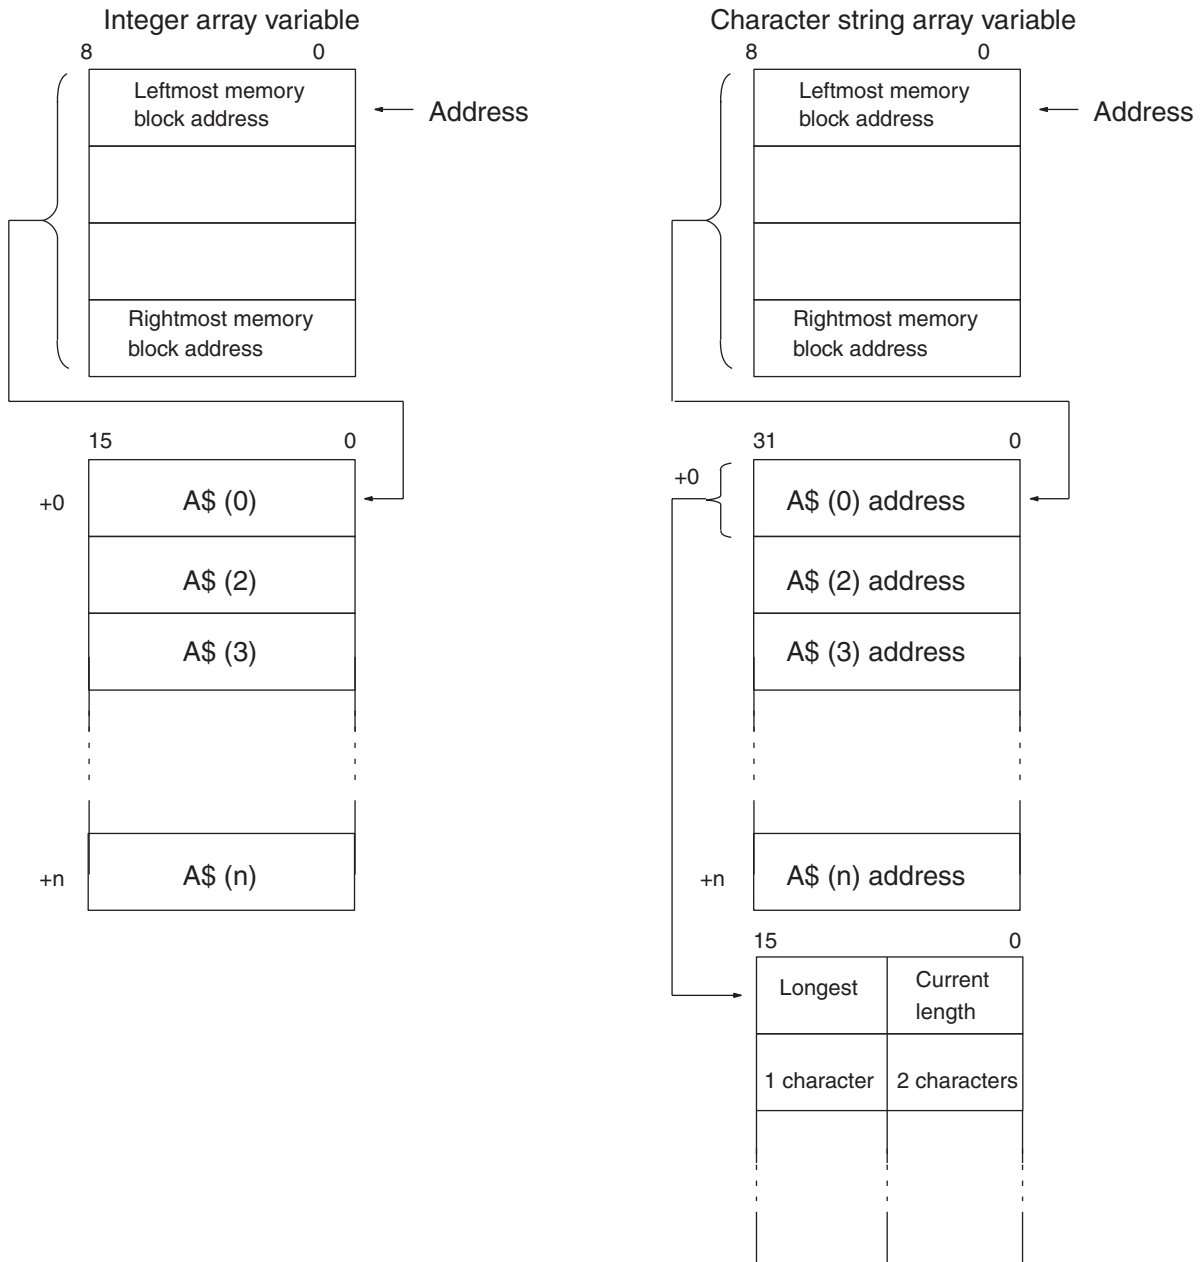 Integer array variable
8 0
Leftmost memory
block address
Address
Rightmost memory
block address
15 0
+0 A$ (0)
A$ (2)
A$ (3)
+n A$ (n)
Character string array variable
8 0
Leftmost memory
block address
Address
Rightmost memory
block address
31 0
+0 A$ (0) address
A$ (2) address
A$ (3) address
+n A$ (n) address
15 0
Longest
Current
length
1 character 2 characters